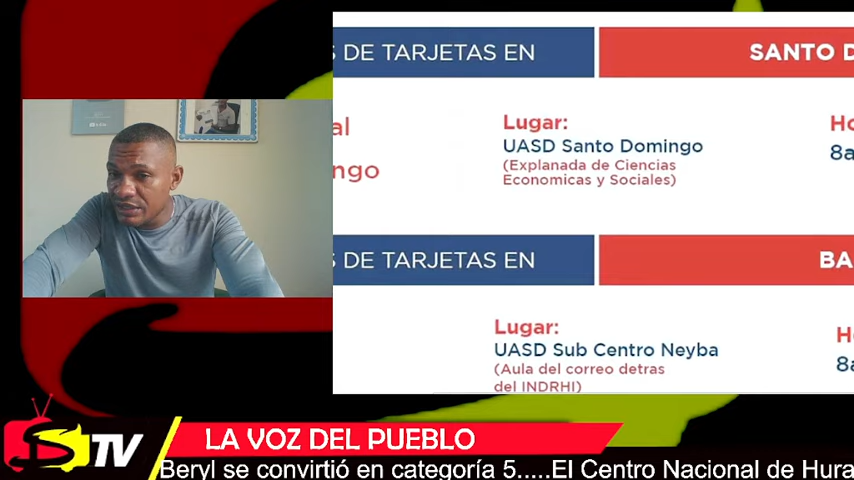 S DE TARJETAS EN
SANTO D
al
ngo
Lugar:
UASD Santo Domingo
(Explanada de Ciencias
Economicas y Sociales)
Ho
8a
S DE TARJETAS EN
BA
Lugar:
UASD Sub Centro Neyba
(Aula del correo detras
del INDRHI)
H
8a
STV
LA VOZ DEL PUEBLO
Beryl se convirtió en categoría 5.....El Centro Nacional de Hura